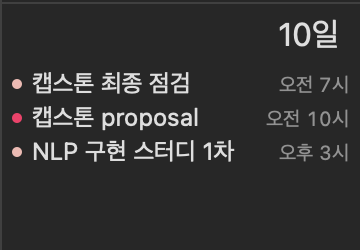 10일
캡스톤 최종 점검 오전 7시
캡스톤 proposal 오전 10시
NLP 구현 스터디 1차 오후 3시